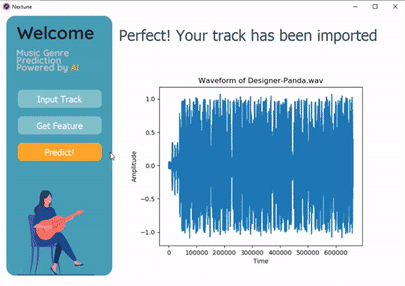 Nextune
Welcome
Music Genre
Prediction
Powered by AI
Input Track
Get Feature
Predict!
Perfect! Your track has been imported
Waveform of Designer-Panda.wav
Amplitude
1.0
0.5
0.0
−0.5
−1.0
0 100000 200000 300000 400000 500000 600000
Time